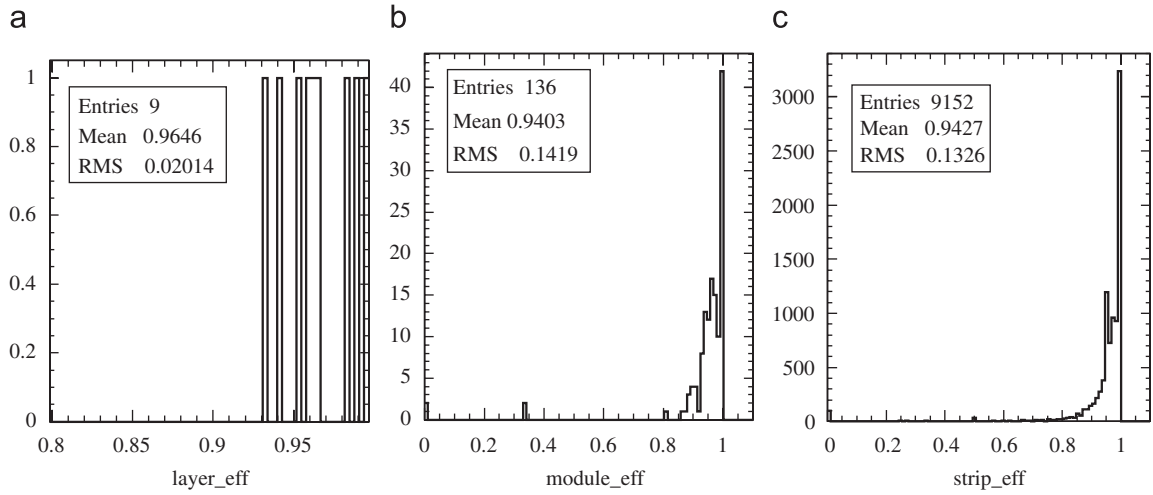 a
1
0.8
0.6
0.4
0.2
0
Entries 9
Mean 0.9646
RMS 0.02014
0.8 0.85 0.9 0.95
layer_eff
b
40
35
30
25
20
15
10
5
0
Entries 136
Mean 0.9403
RMS 0.1419
0 0.2 0.4 0.6 0.8 1
module_eff
c
3000
2500
2000
1500
1000
500
0
Entries 9152
Mean 0.9427
RMS 0.1326
0 0.2 0.4 0.6 0.8 1
strip_eff